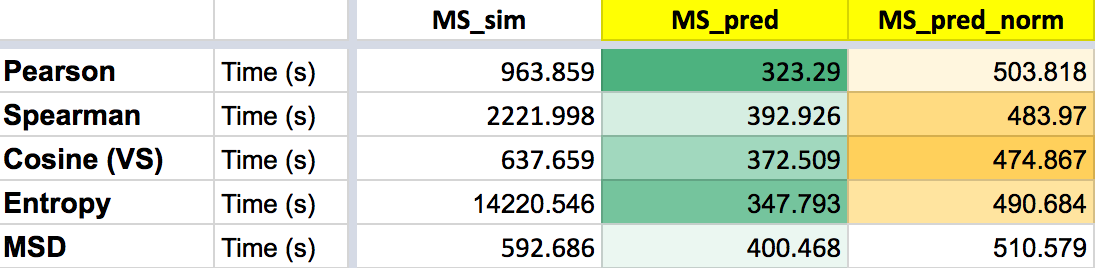 MS_sim MS_pred MS_pred_norm
Pearson Time (s) 963.859 323.29 503.818
Spearman Time (s) 2221.998 392.926 483.97
Cosine (VS) Time (s) 637.659 372.509 474.867
Entropy Time (s) 14220.546 347.793 490.684
MSD Time (s) 592.686 400.468 510.579